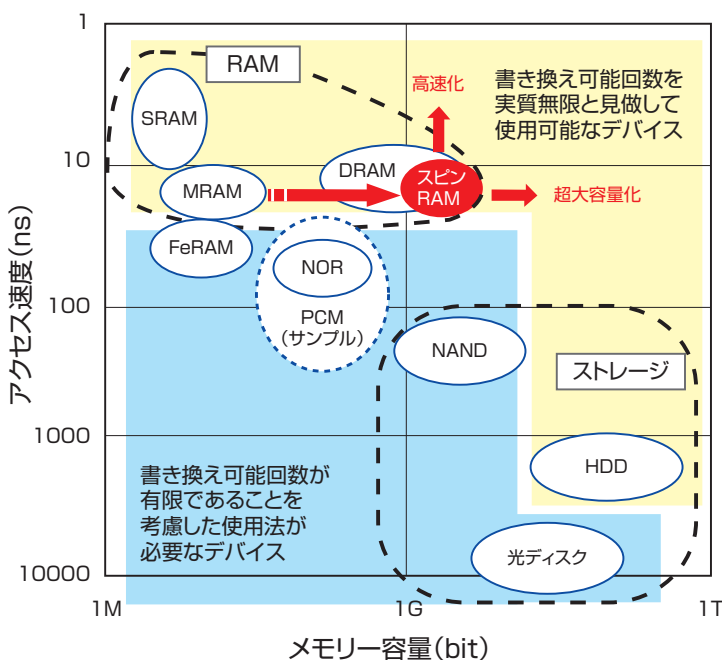 1
RAM
高速化
書き換え可能回数を
実質無限と見做して
使用可能なデバイス
SRAM
10
DRAM
スピン
RAM
MRAM
超大容量化
FeRAM
NOR
100
PCM
(サンプル)
NAND
ストレージ
アクセス速度(ns)
1000
HDD
書き換え可能回数が
有限であることを
考慮した使用法が
必要なデバイス
光ディスク
10000
1M
1G
1T
メモリー容量(bit)